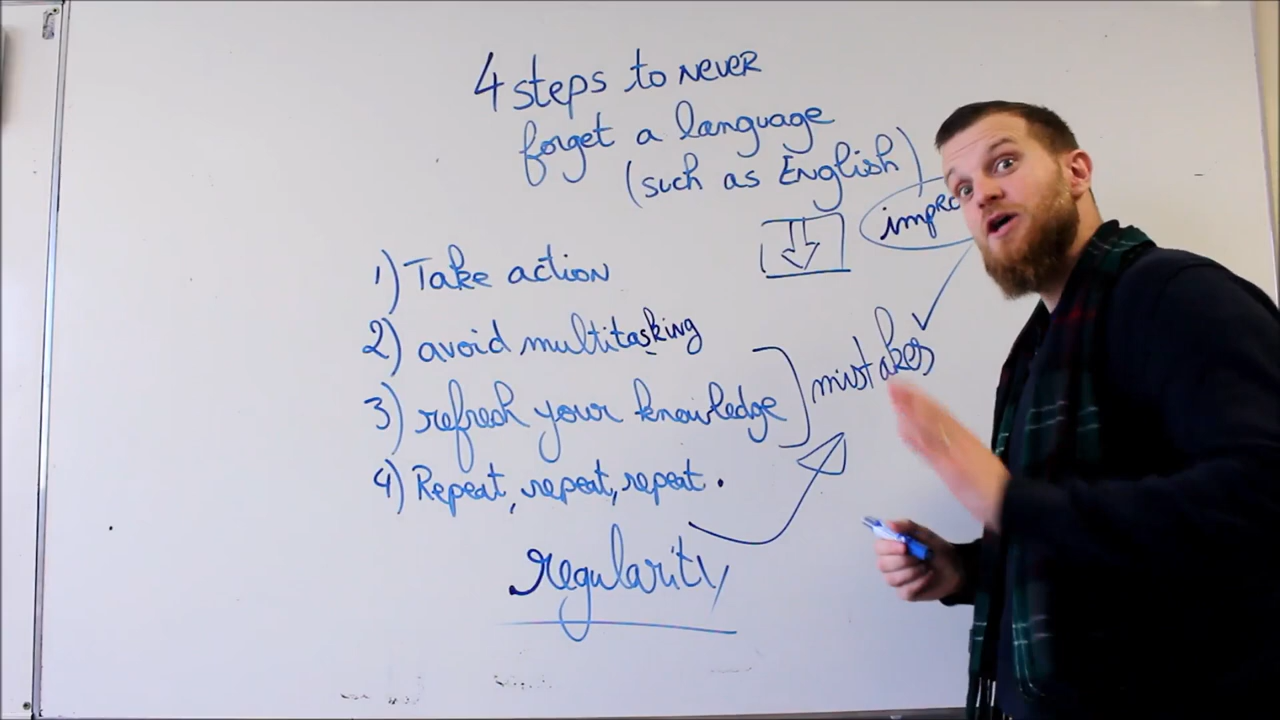 4 steps to never
forget a language
(such as English)
impro
1) Take action
2) avoid multitasking
3) refresh your knowledge
mistakes
4) Repeat, repeat, repeat.
regularity